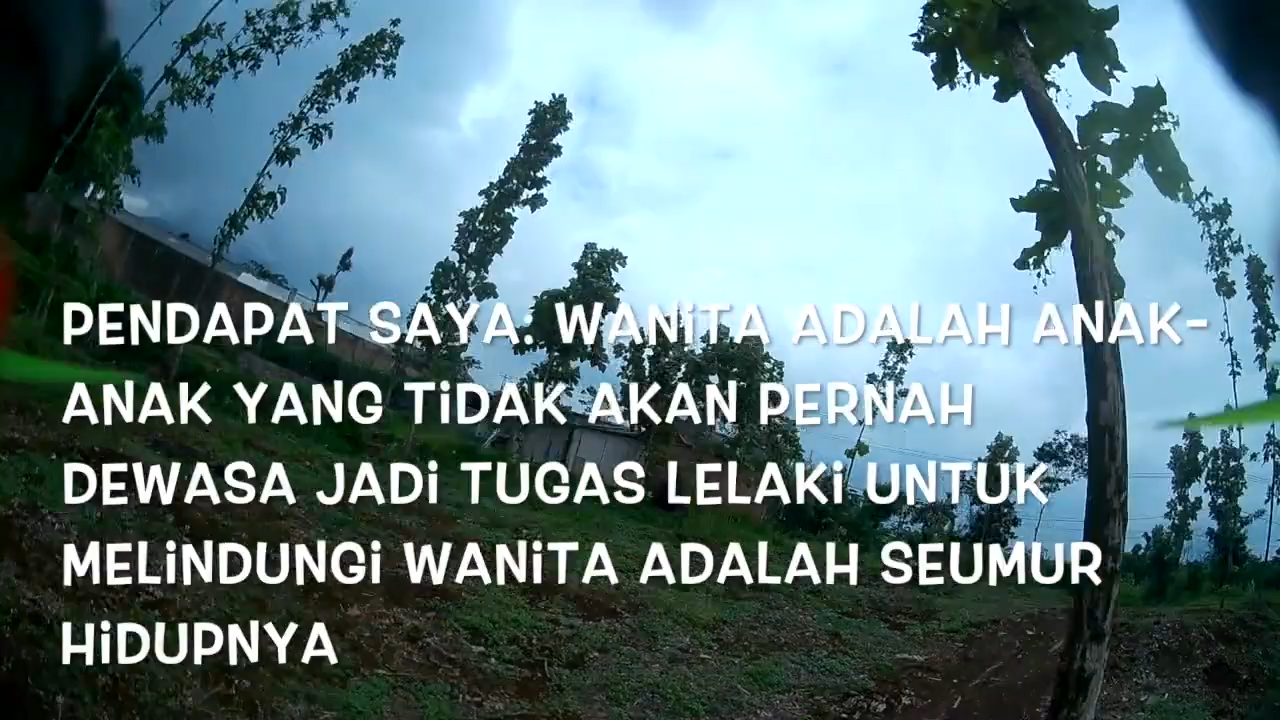 PENDAPAT SAYA: WANITA ADALAH ANAK-
ANAK YANG TIDAK AKAN PERNAH
DEWASA JADI TUGAS LELAKI UNTUK
MELINDUNGI WANITA ADALAH SEUMUR
HIDUPNYA